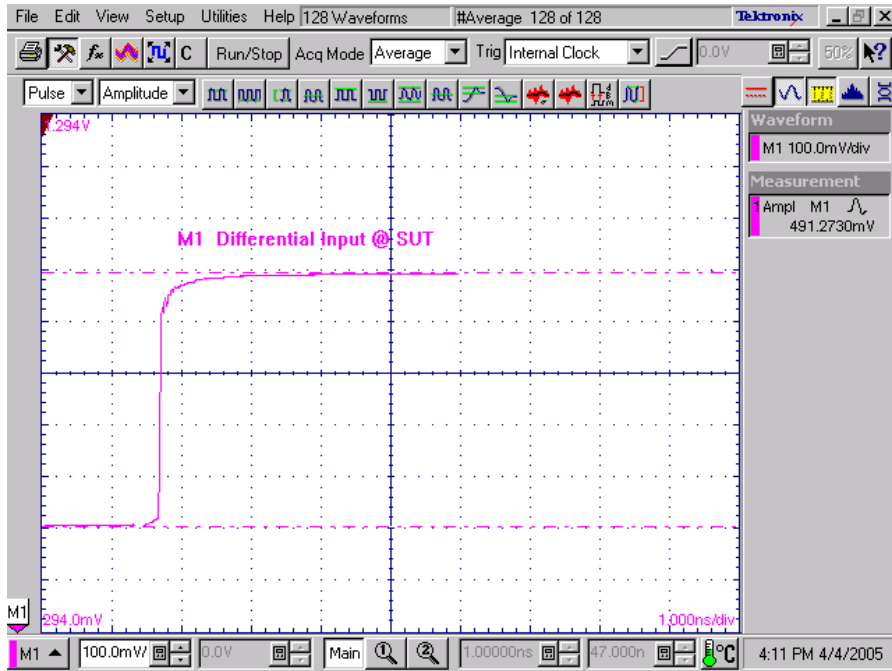 File Edit View Setup Utilities Help 128 Waveforms #Average 128 of 128 Tektronix
C Run/Stop Acq Mode Average Trig Internal Clock 0.0V 50%
Pulse Amplitude
1.294V
Waveform
M1 100.0mV/div
Measurement
1 Ampl M1
491.2730mV
M1 Differential Input @ SUT
M1
294.0mV 1.000ns/div
M1 100.0mV/ 0.0V Main 1 2 1.00000ns 47.000n °C 4:11 PM 4/4/2005